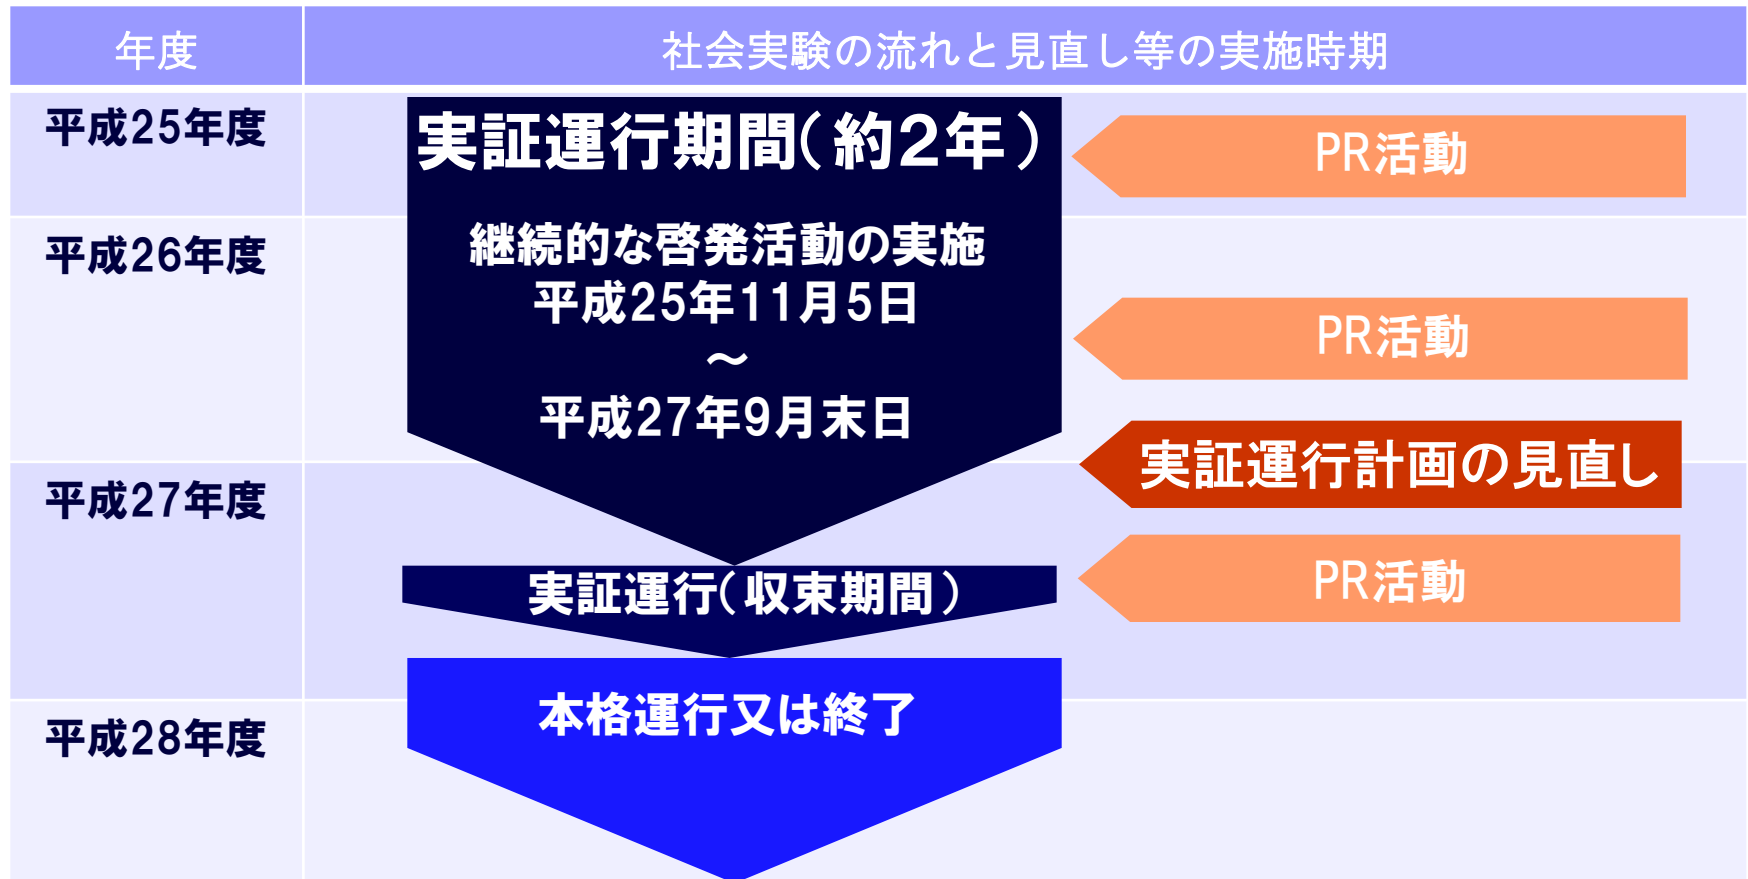 年度
社会実験の流れと見直し等の実施時期
平成25年度
実証運行期間(約2年)
PR活動
平成26年度
継続的な啓発活動の実施
平成25年11月5日
～
平成27年9月末日
PR活動
実証運行計画の見直し
平成27年度
PR活動
実証運行(収束期間)
本格運行又は終了
平成28年度